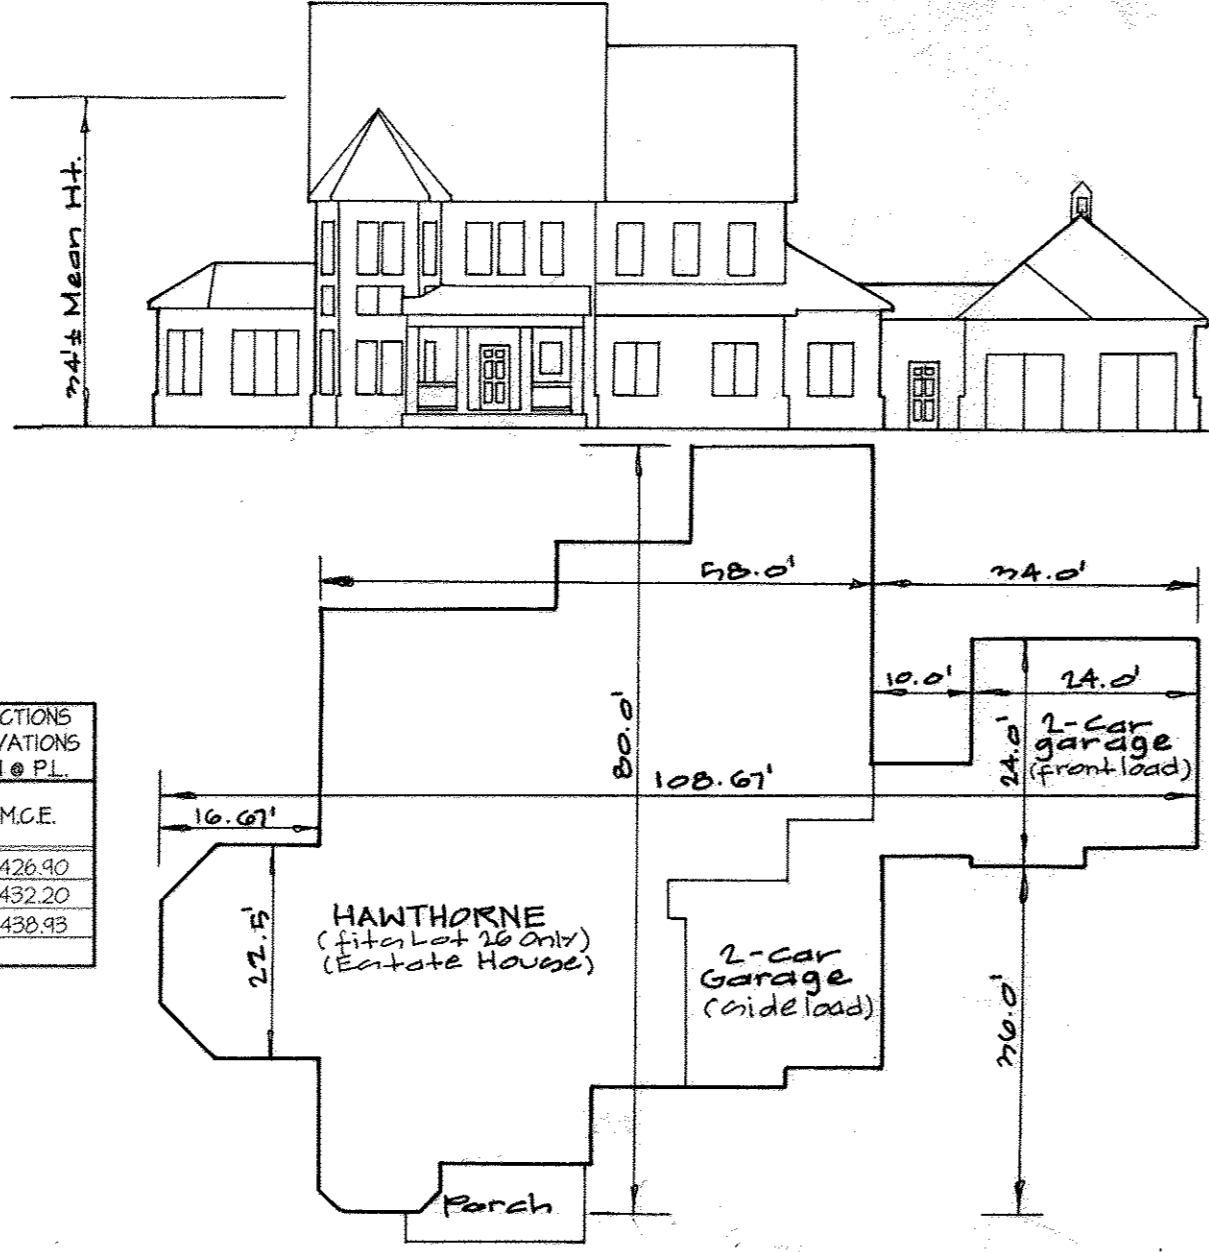 34'± Mean Ht.
58.0'
34.0'
10.0'
24.0'
80.0'
24.0'
2-Car
garage
(front load)
108.67'
16.67'
CTIONS
VATIONS
@ P.L.
M.C.E.
426.90
432.20
438.93
22.5'
HAWTHORNE
(fits Lot 26 Only)
(Estate House)
2-Car
Garage
(side load)
36.0'
Porch